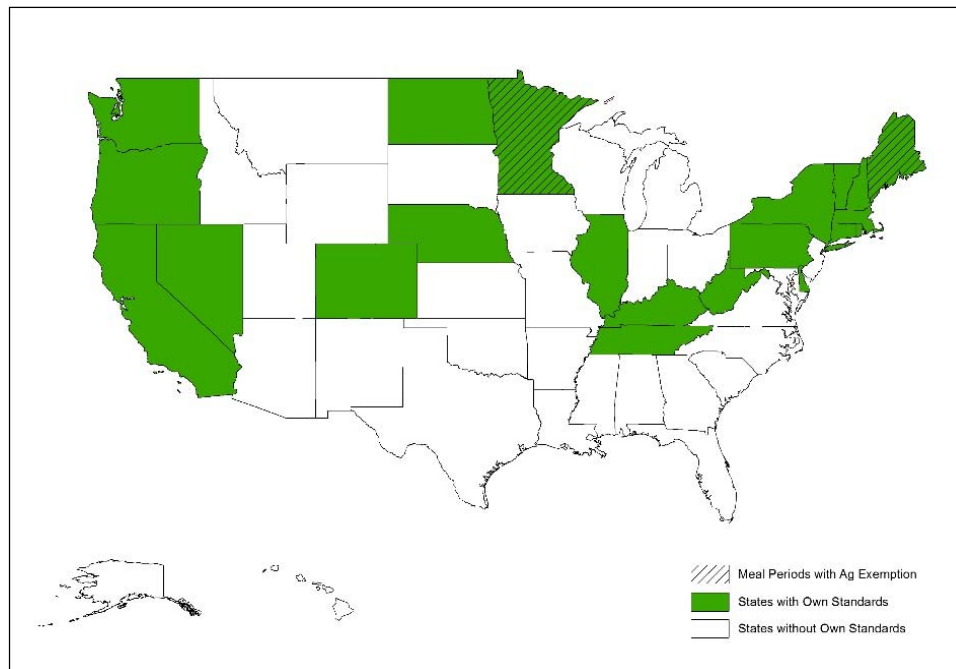 Meal Periods with Ag Exemption
States with Own Standards
States without Own Standards